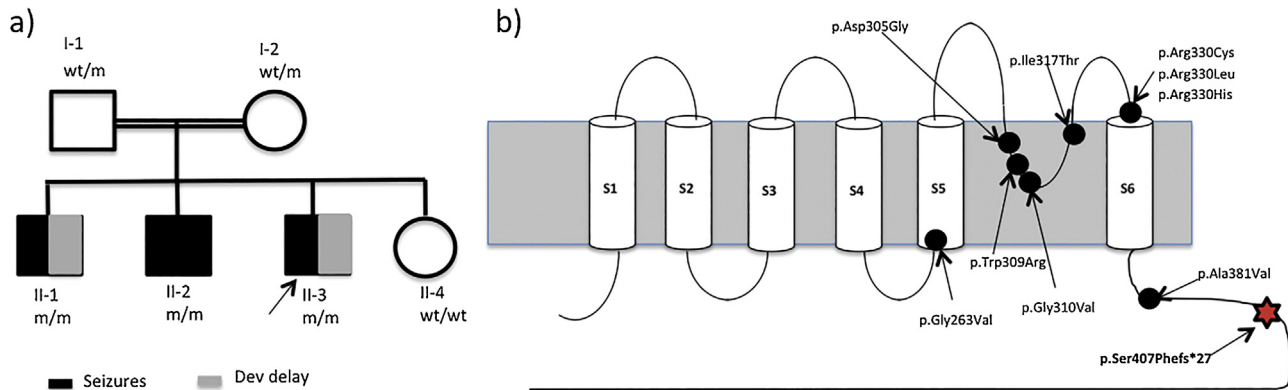 a)
I-1
wt/m
I-2
wt/m
II-1
m/m
II-2
m/m
II-3
m/m
II-4
wt/wt
Seizures
Dev delay
b)
p.Asp305Gly
p.Ile317Thr
p.Arg330Cys
p.Arg330Leu
p.Arg330His
S1
S2
S3
S4
S5
S6
p.Trp309Arg
p.Gly263Val
p.Gly310Val
p.Ala381Val
p.Ser407Phefs*27